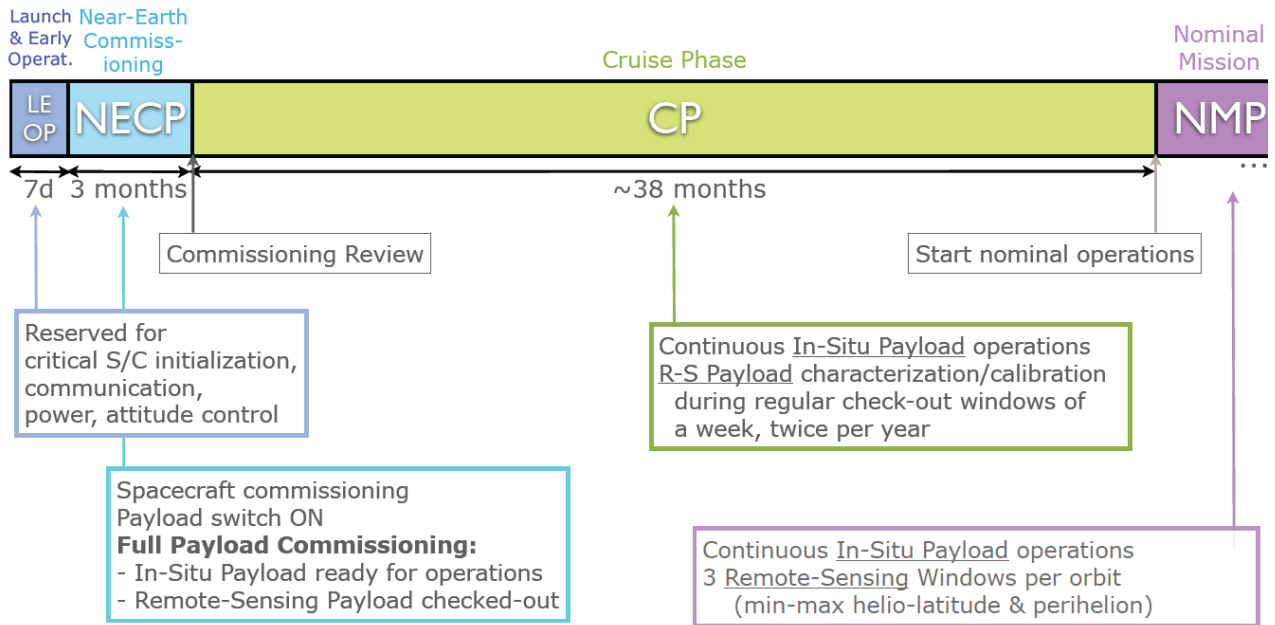 Launch
& Early
Operat.
Near-Earth
Commiss-
ioning
Cruise Phase
Nominal
Mission
LE
OP
NECP
CP
NMP
...
7d
3 months
~38 months
Commissioning Review
Start nominal operations
Reserved for
critical S/C initialization,
communication,
power, attitude control
Continuous In-Situ Payload operations
R-S Payload characterization/calibration
during regular check-out windows of
a week, twice per year
Spacecraft commissioning
Payload switch ON
Full Payload Commissioning:
- In-Situ Payload ready for operations
- Remote-Sensing Payload checked-out
Continuous In-Situ Payload operations
3 Remote-Sensing Windows per orbit
(min-max helio-latitude & perihelion)